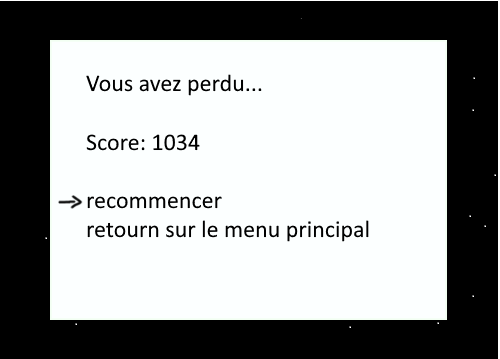 Vous avez perdu...
Score: 1034
recommencer
retourn sur le menu principal